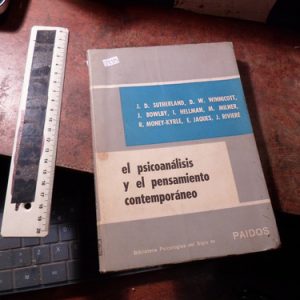 J. D. SUTHERLAND, D. W. WINNICOTT,
J. BOWLBY, I. HELLMAN, M. MILNER,
R. MONEY-KYRLE, E. JAQUES, J. RIVIERE
el psicoanálisis
y el pensamiento
contemporáneo
Biblioteca Psicologías del Siglo XX
PAIDOS